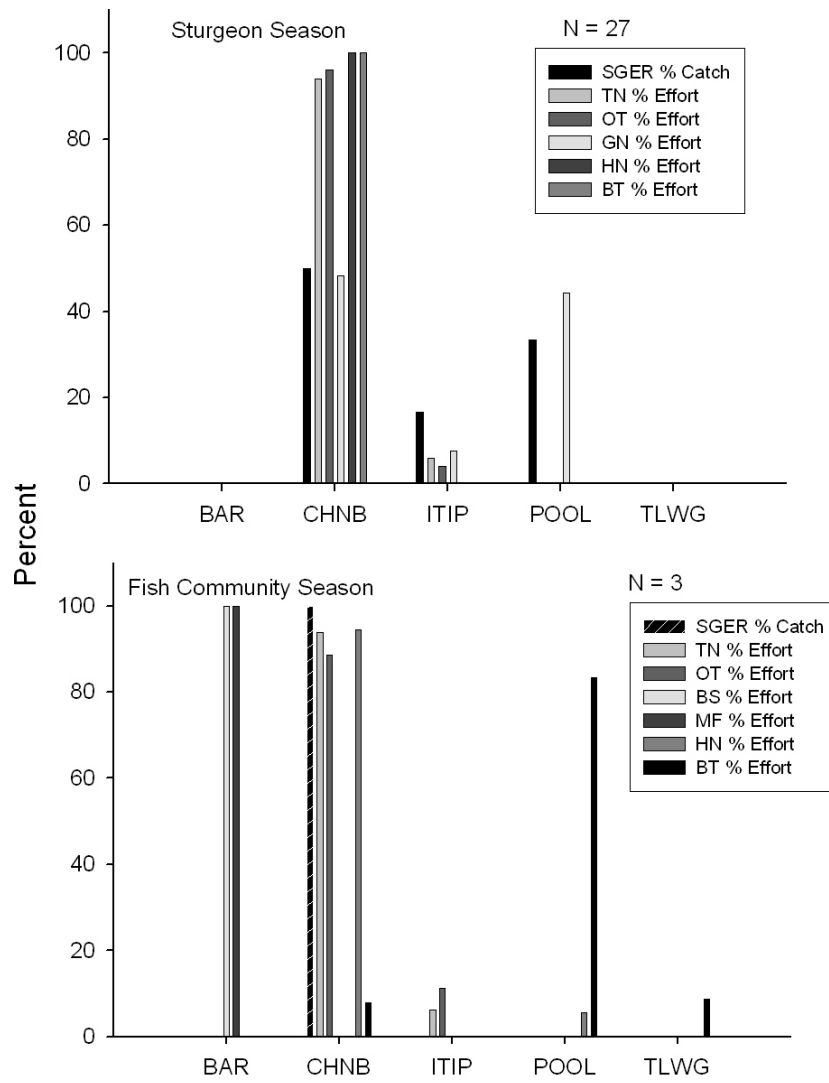 Sturgeon Season
N = 27
SGER % Catch
TN % Effort
OT % Effort
GN % Effort
HN % Effort
BT % Effort
100
80
60
40
20
0
BAR CHNB ITIP POOL TLWG
Percent
Fish Community Season
N = 3
SGER % Catch
TN % Effort
OT % Effort
BS % Effort
MF % Effort
HN % Effort
BT % Effort
100
80
60
40
20
0
BAR CHNB ITIP POOL TLWG